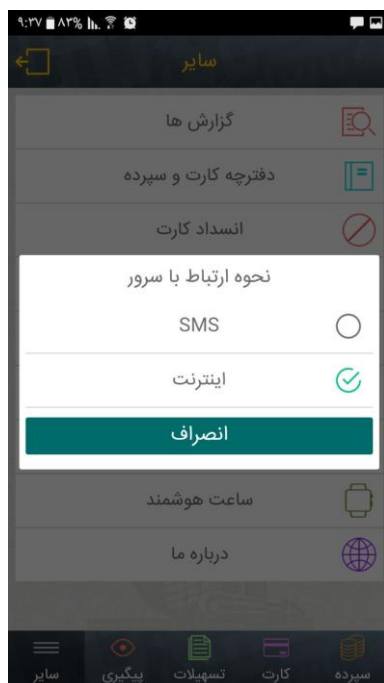 ۹:۳۷ ۸۳%
سایر
گزارش ها
دفترچه کارت و سپرده
انسداد کارت
نحوه ارتباط با سرور
SMS
اینترنت
انصراف
ساعت هوشمند
درباره ما
سپرده کارت تسهیلات پیگیری سایر